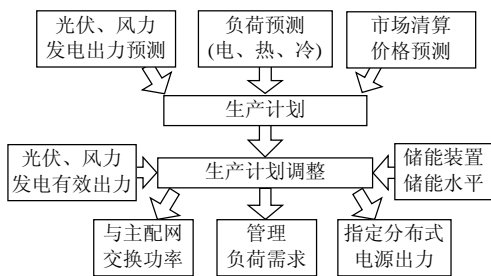 光伏、风力
发电出力预测
负荷预测
(电、热、冷)
市场清算
价格预测
生产计划
光伏、风力
发电有效出力
生产计划调整
储能装置
储能水平
与主配网
交换功率
管理
负荷需求
指定分布式
电源出力